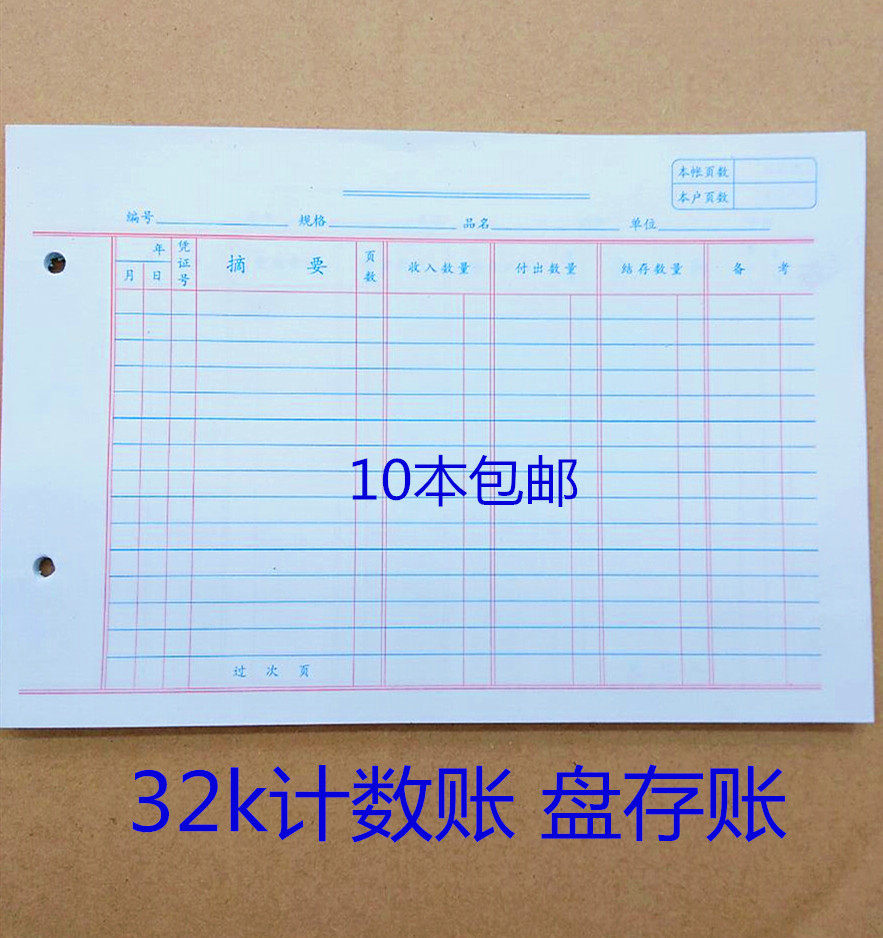 本帐页数
本户页数
编号 规格 品名 单位
年 凭证号 摘 要 页数 收入数量 付出数量 结存数量 备 考
月 日
10本包邮
过 次 页
32k计数账 盘存账